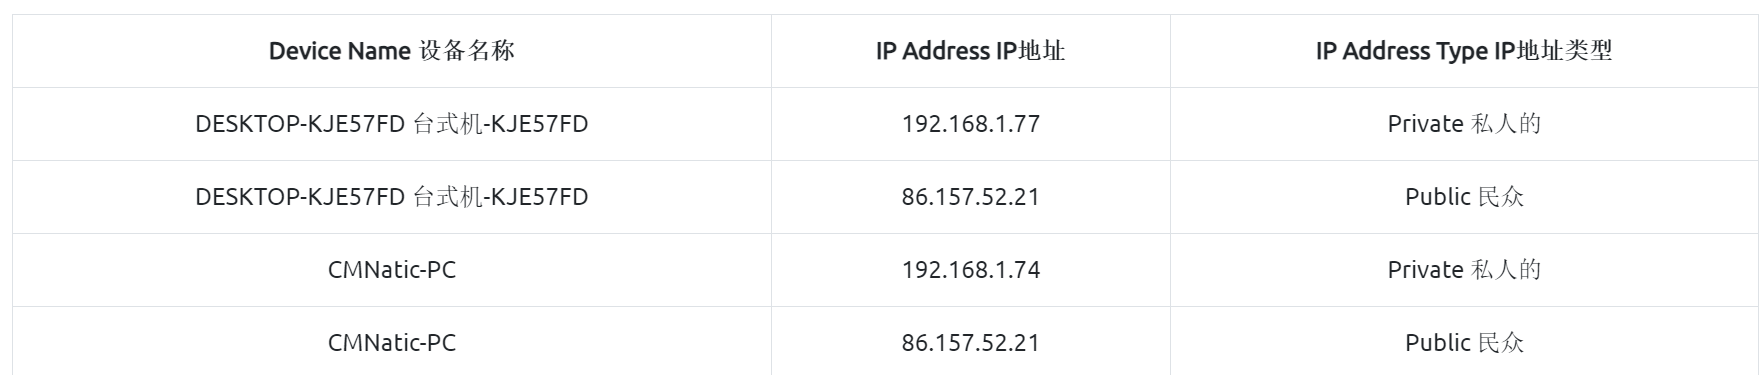 Device Name 设备名称 IP Address IP地址 IP Address Type IP地址类型
DESKTOP-KJE57FD 台式机-KJE57FD 192.168.1.77 Private 私人的
DESKTOP-KJE57FD 台式机-KJE57FD 86.157.52.21 Public 民众
CMNatic-PC 192.168.1.74 Private 私人的
CMNatic-PC 86.157.52.21 Public 民众